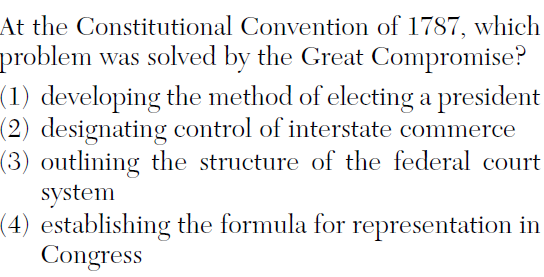 At the Constitutional Convention of 1787, which
problem was solved by the Great Compromise?
(1) developing the method of electing a president
(2) designating control of interstate commerce
(3) outlining the structure of the federal court
system
(4) establishing the formula for representation in
Congress